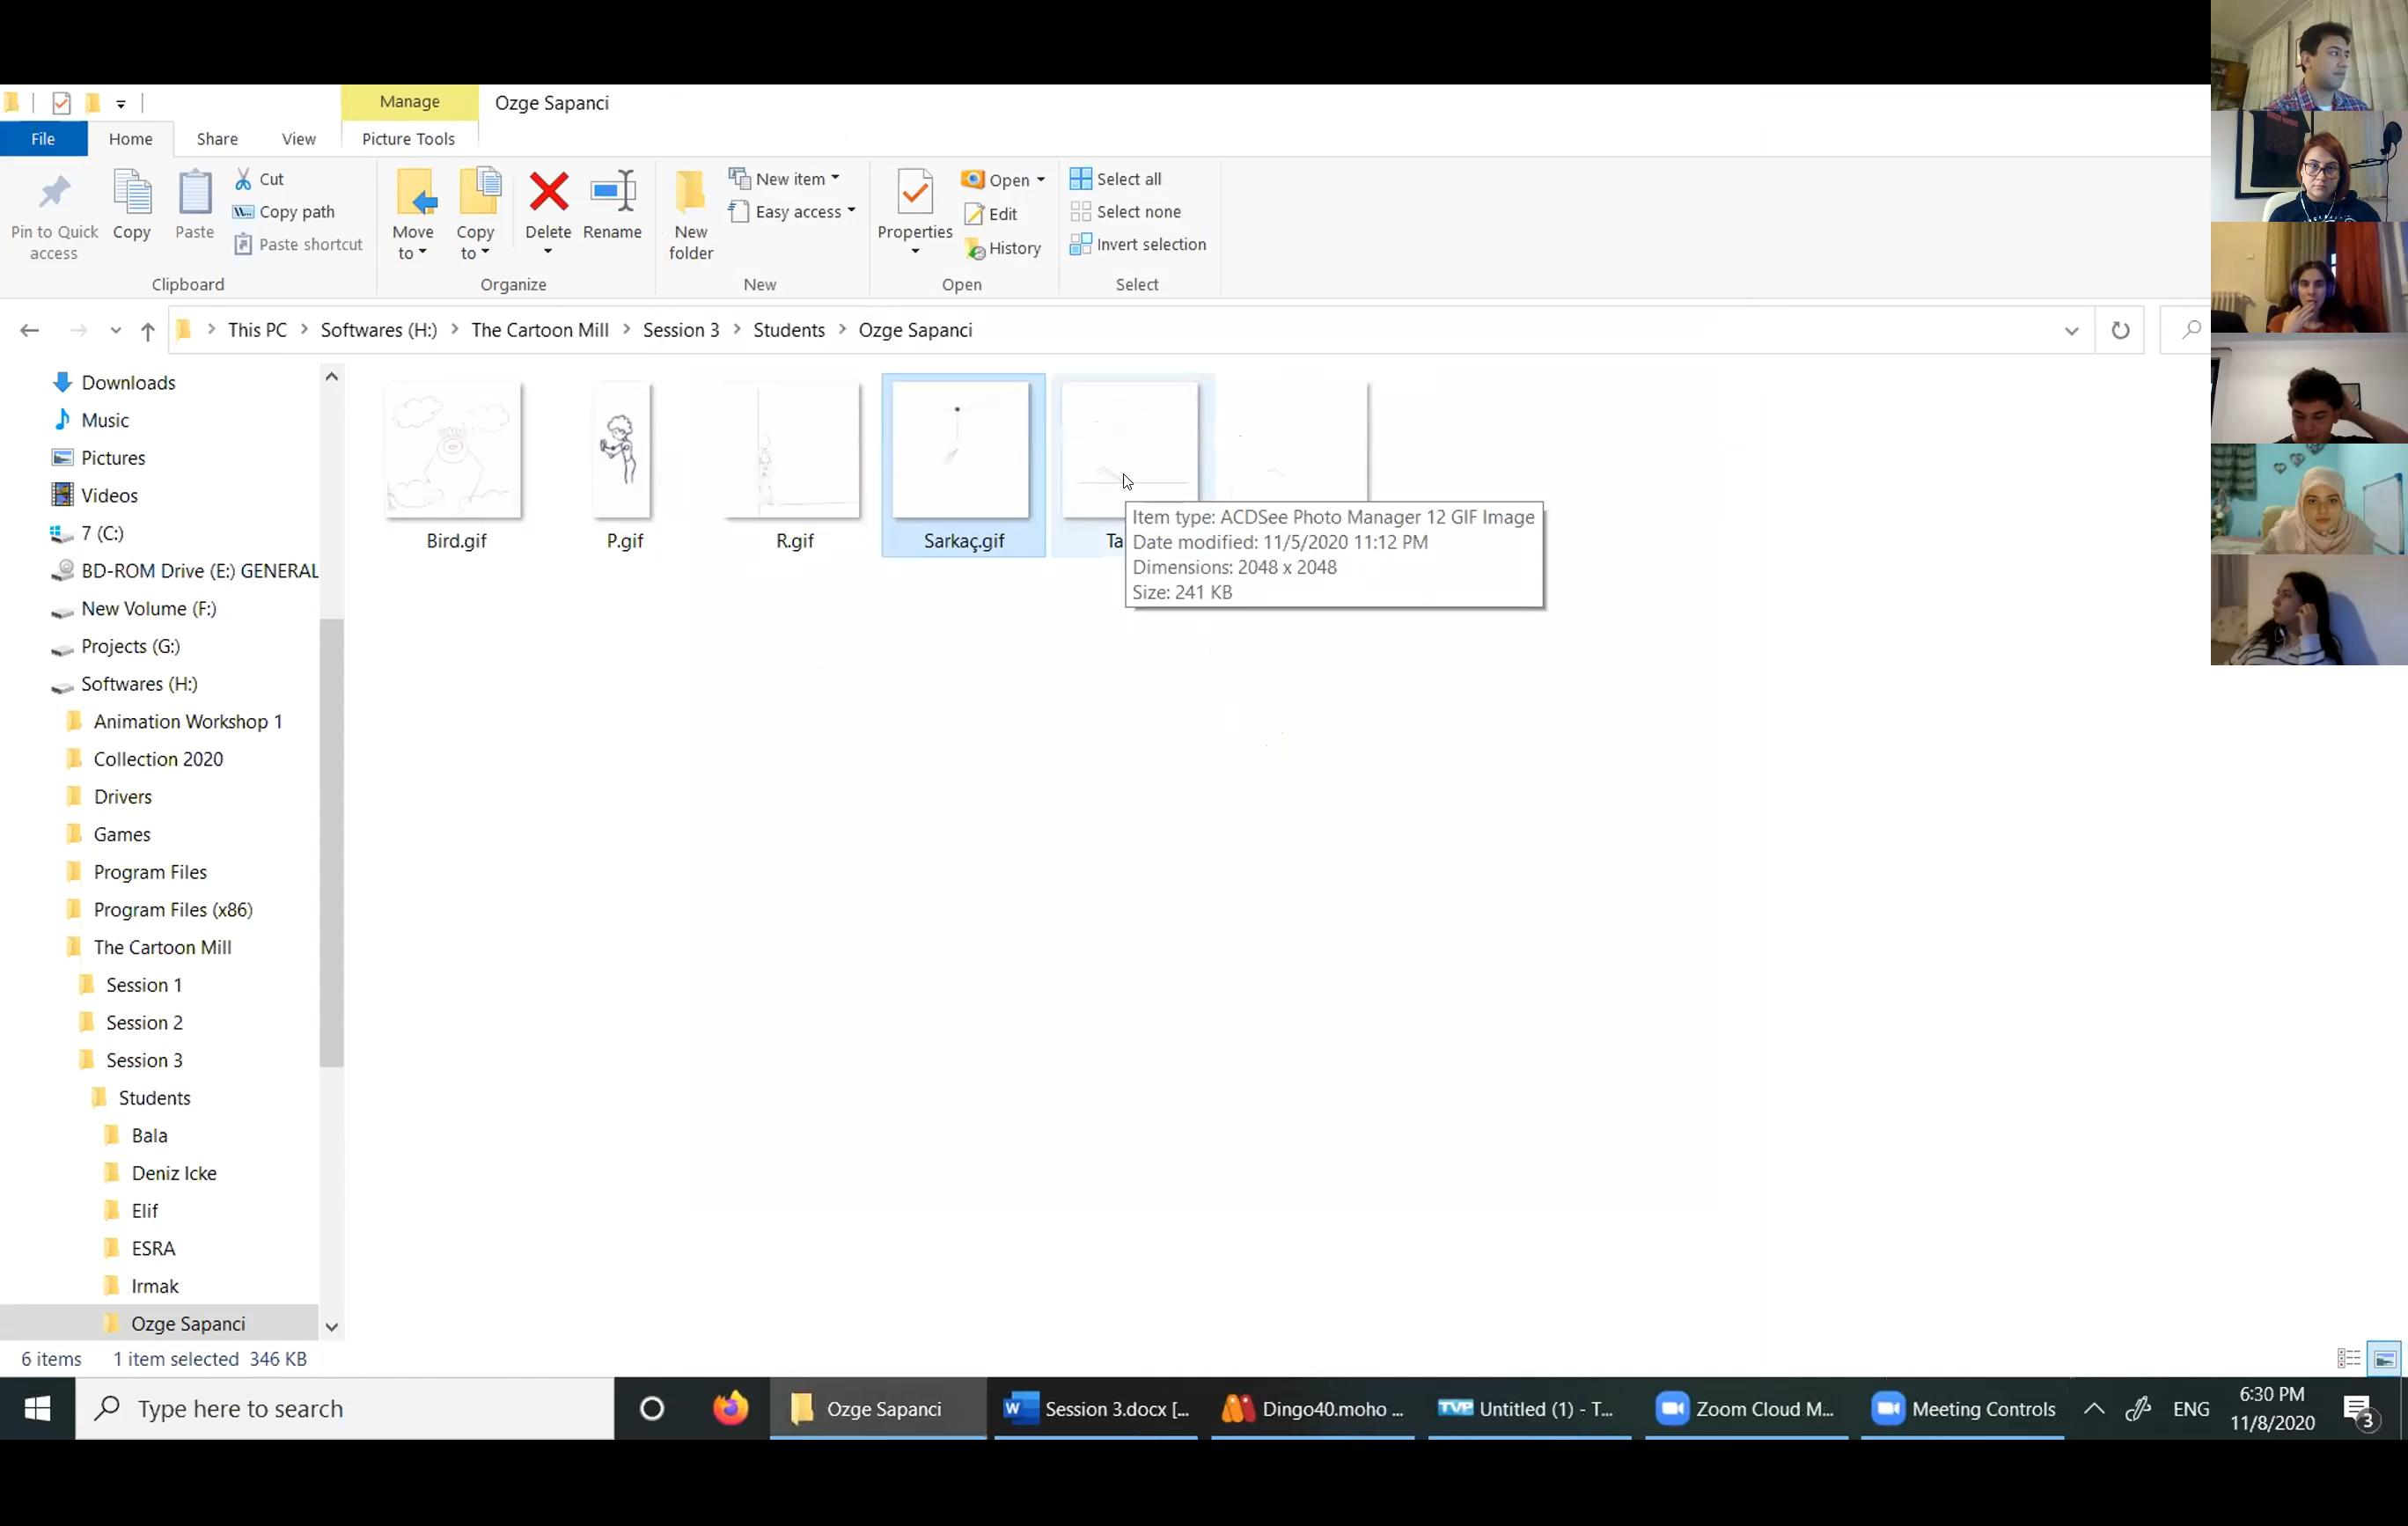 Manage
Ozge Sapanci
File
Home
Share
View
Picture Tools
Pin to Quick access
Copy
Paste
Cut
Copy path
Paste shortcut
Clipboard
Move to
Copy to
Delete
Rename
Organize
New folder
New item
Easy access
New
Properties
Open
Edit
History
Open
Select all
Select none
Invert selection
Select
This PC
Softwares (H:)
The Cartoon Mill
Session 3
Students
Ozge Sapanci
Downloads
Music
Pictures
Videos
7 (C:)
BD-ROM Drive (E:) GENERAL
New Volume (F:)
Projects (G:)
Softwares (H:)
Animation Workshop 1
Collection 2020
Drivers
Games
Program Files
Program Files (x86)
The Cartoon Mill
Session 1
Session 2
Session 3
Students
Bala
Deniz Icke
Elif
ESRA
Irmak
Ozge Sapanci
Bird.gif
P.gif
R.gif
Sarkaç.gif
Ta
Item type: ACDSee Photo Manager 12 GIF Image
Date modified: 11/5/2020 11:12 PM
Dimensions: 2048 x 2048
Size: 241 KB
6 items
1 item selected 346 KB
Type here to search
Ozge Sapanci
Session 3.docx [...
Dingo40.moho ...
TVP
Untitled (1) - T...
Zoom Cloud M...
Meeting Controls
ENG
6:30 PM
11/8/2020
3